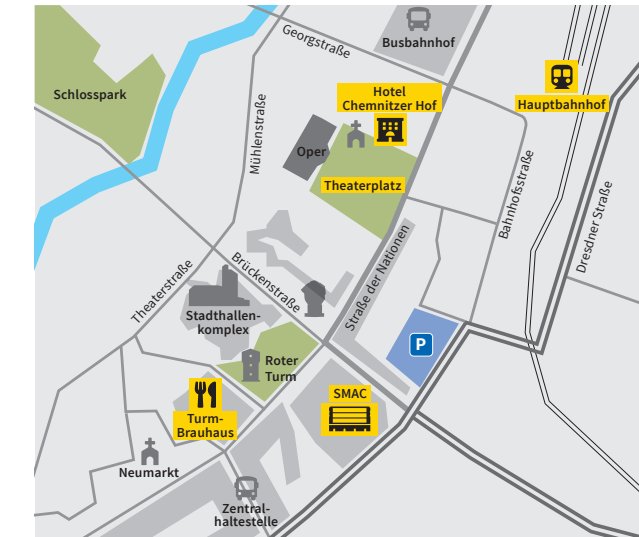 Georgstraße
Busbahnhof
Schlosspark
Hotel
Chemnitzer Hof
Hauptbahnhof
Mühlenstraße
Oper
Theaterplatz
Bahnhofsstraße
Dresdner Straße
Theaterstraße
Brückenstraße
Straße der Nationen
Stadthallen-
komplex
P
Roter
Turm
SMAC
Turm-
Brauhaus
Neumarkt
Zentral-
haltestelle